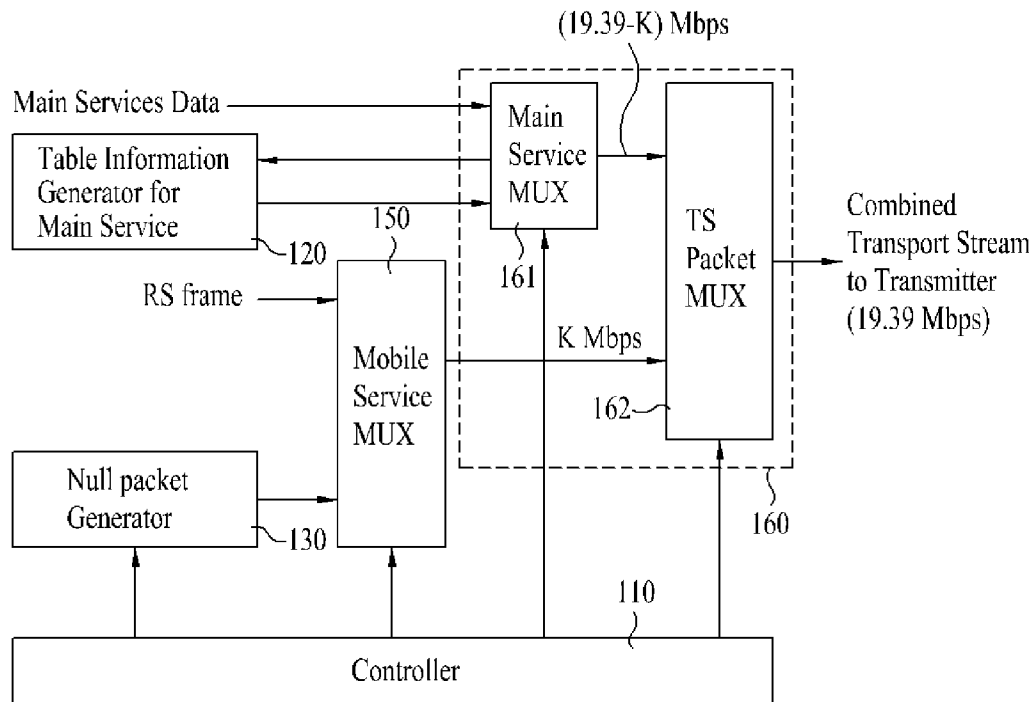 (19.39-K) Mbps
Main Services Data
Main
Service
MUX
161
Table Information
Generator for
Main Service
120
150
RS frame
Mobile
Service
MUX
K Mbps
TS
Packet
MUX
162
Combined
Transport Stream
to Transmitter
(19.39 Mbps)
160
Null packet
Generator
130
110
Controller